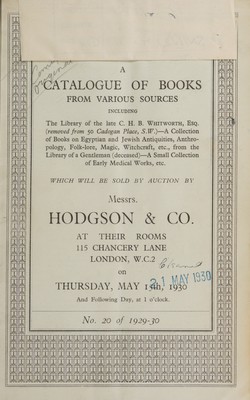 A
CATALOGUE OF BOOKS
FROM VARIOUS SOURCES
INCLUDING
The Library of the late C. H. B. WHITWORTH, ESQ.
(removed from 50 Cadogan Place, S.W.)—A Collection
of Books on Egyptian and Jewish Antiquities, Anthro-
pology, Folk-lore, Magic, Witchcraft, etc., from the
Library of a Gentleman (deceased)—A Small Collection
of Early Medical Works, etc.
WHICH WILL BE SOLD BY AUCTION BY
Messrs.
HODGSON & CO.
AT THEIR ROOMS
115 CHANCERY LANE
LONDON, W.C.2
on
21 MAY 1930
THURSDAY, MAY 15th, 1930
And Following Day, at 1 o'clock.
No. 20 of 1929-30